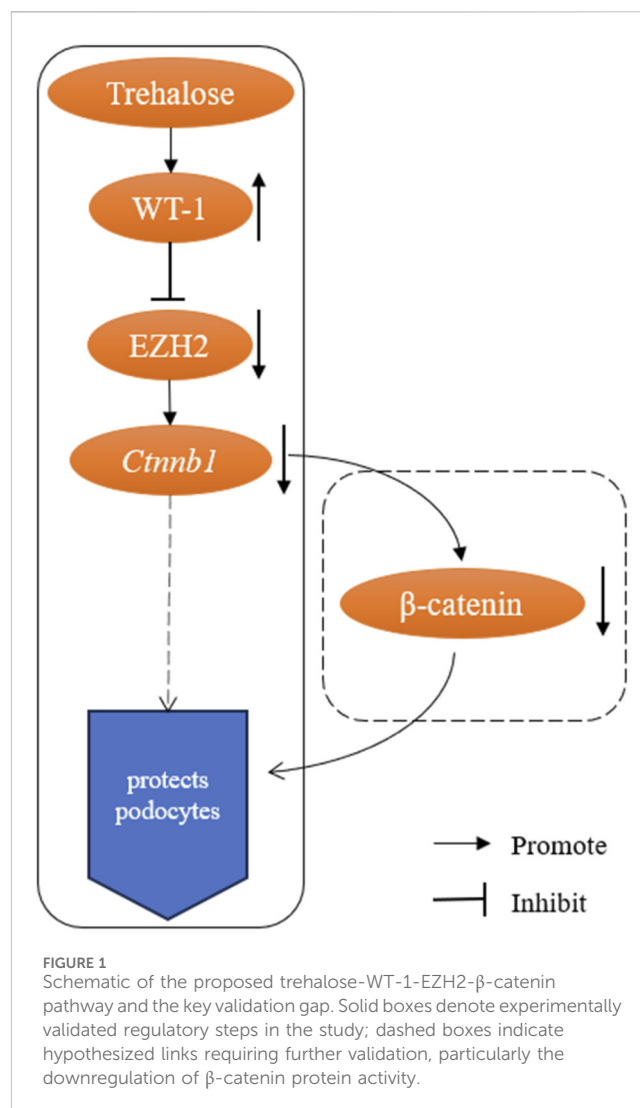 Trehalose
WT-1
EZH2
Ctnnb1
β-catenin
protects
podocytes
Promote
Inhibit
FIGURE 1
Schematic of the proposed trehalose-WT-1-EZH2-β-catenin
pathway and the key validation gap. Solid boxes denote experimentally
validated regulatory steps in the study; dashed boxes indicate
hypothesized links requiring further validation, particularly the
downregulation of β-catenin protein activity.